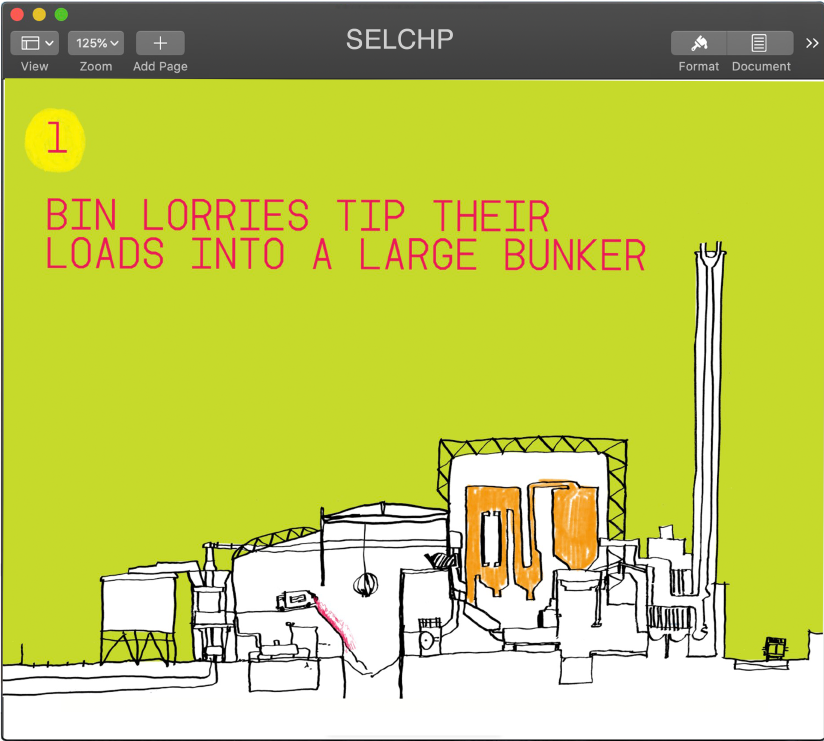 SELCHP
125%
View
Zoom
Add Page
Format
Document
1
BIN LORRIES TIP THEIR
LOADS INTO A LARGE BUNKER